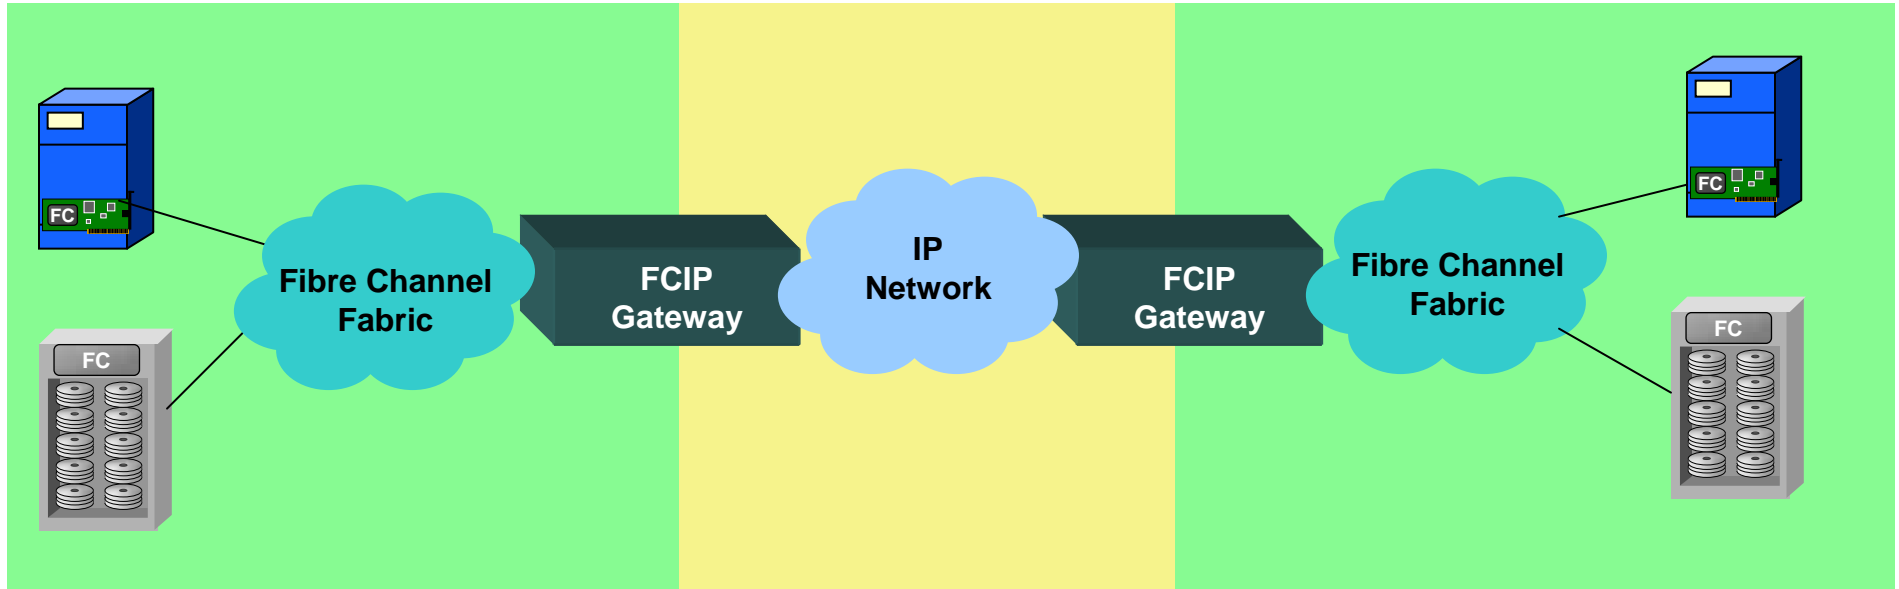 FC
FC
Fibre Channel
Fabric
FCIP
Gateway
IP
Network
FCIP
Gateway
Fibre Channel
Fabric
FC
FC